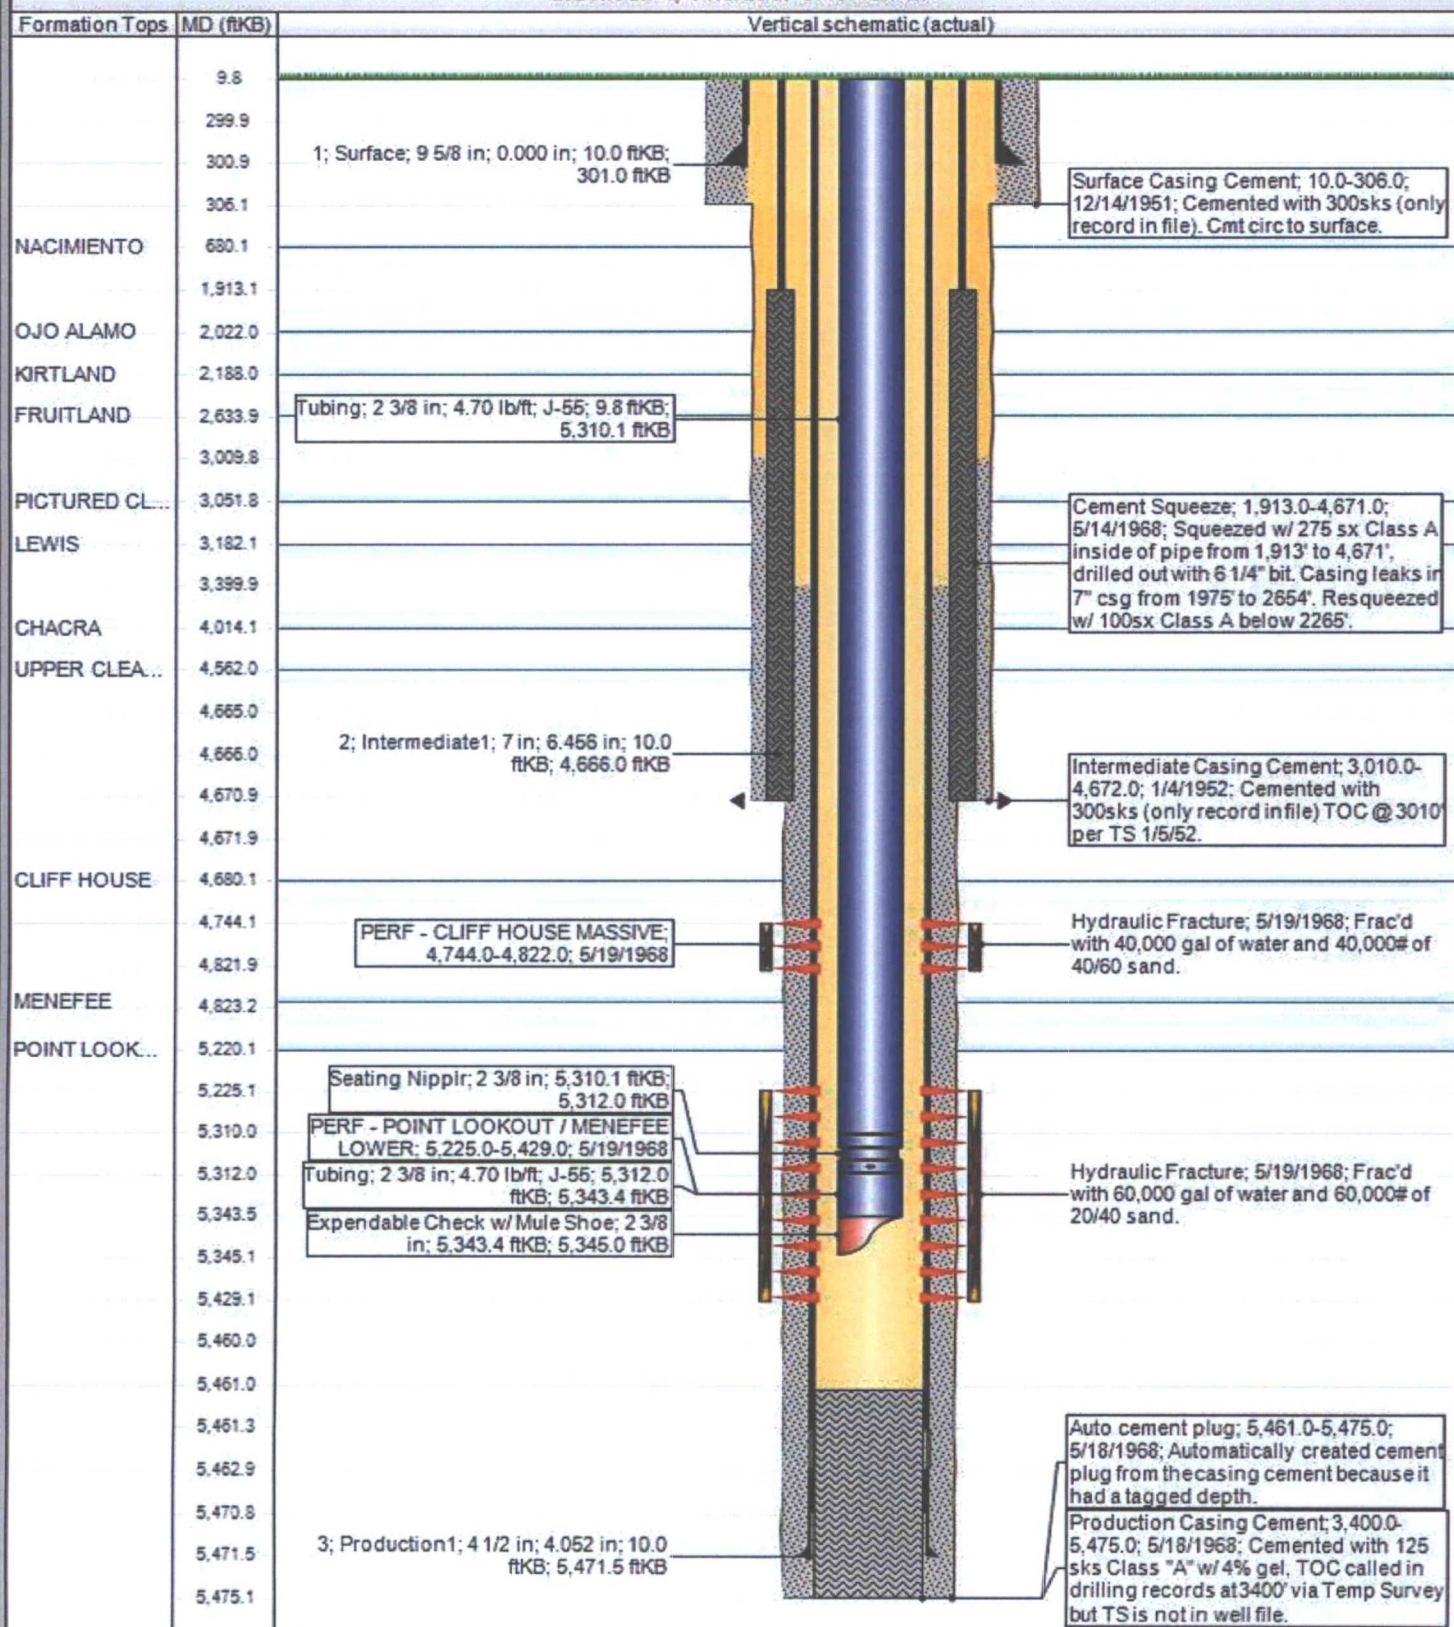 Formation Tops MD (ftKB) Vertical schematic (actual)
9.8
299.9
300.9
306.1
NACIMIENTO 680.1
1,913.1
OJO ALAMO 2,022.0
KIRTLAND 2,188.0
FRUITLAND 2,633.9
3,009.8
PICTURED CL... 3,051.8
LEWIS 3,182.1
3,399.9
CHACRA 4,014.1
UPPER CLEA... 4,562.0
4,665.0
4,666.0
4,670.9
4,671.9
CLIFF HOUSE 4,680.1
4,744.1
4,821.9
MENEFEE 4,823.2
POINT LOOK... 5,220.1
5,225.1
5,310.0
5,312.0
5,343.5
5,345.1
5,429.1
5,460.0
5,461.0
5,461.3
5,462.9
5,470.8
5,471.5
5,475.1
1; Surface; 9 5/8 in; 0.000 in; 10.0 ftKB;
301.0 ftKB
Tubing; 2 3/8 in; 4.70 lb/ft; J-55; 9.8 ftKB;
5,310.1 ftKB
2; Intermediate1; 7 in; 6.456 in; 10.0
ftKB; 4,666.0 ftKB
PERF - CLIFF HOUSE MASSIVE;
4,744.0-4,822.0; 5/19/1968
Seating Nipplr; 2 3/8 in; 5,310.1 ftKB;
5,312.0 ftKB
PERF - POINT LOOKOUT / MENEFEE
LOWER; 5,225.0-5,429.0; 5/19/1968
Tubing; 2 3/8 in; 4.70 lb/ft; J-55; 5,312.0
ftKB; 5,343.4 ftKB
Expendable Check w/ Mule Shoe; 2 3/8
in; 5,343.4 ftKB; 5,345.0 ftKB
3; Production1; 4 1/2 in; 4.052 in; 10.0
ftKB; 5,471.5 ftKB
Surface Casing Cement; 10.0-306.0;
12/14/1951; Cemented with 300sks (only
record in file). Cmt circ to surface.
Cement Squeeze; 1,913.0-4,671.0;
5/14/1968; Squeezed w/ 275 sx Class A
inside of pipe from 1,913' to 4,671',
drilled out with 6 1/4" bit. Casing leaks in
7" csg from 1975' to 2654'. Resqueezed
w/ 100sx Class A below 2265'.
Intermediate Casing Cement; 3,010.0-
4,672.0; 1/4/1952; Cemented with
300sks (only record in file) TOC @ 3010'
per TS 1/5/52.
Hydraulic Fracture; 5/19/1968; Frac'd
with 40,000 gal of water and 40,000# of
40/60 sand.
Hydraulic Fracture; 5/19/1968; Frac'd
with 60,000 gal of water and 60,000# of
20/40 sand.
Auto cement plug; 5,461.0-5,475.0;
5/18/1968; Automatically created cement
plug from the casing cement because it
had a tagged depth.
Production Casing Cement; 3,400.0-
5,475.0; 5/18/1968; Cemented with 125
sks Class "A" w/ 4% gel, TOC called in
drilling records at 3400' via Temp Survey
but TS is not in well file.